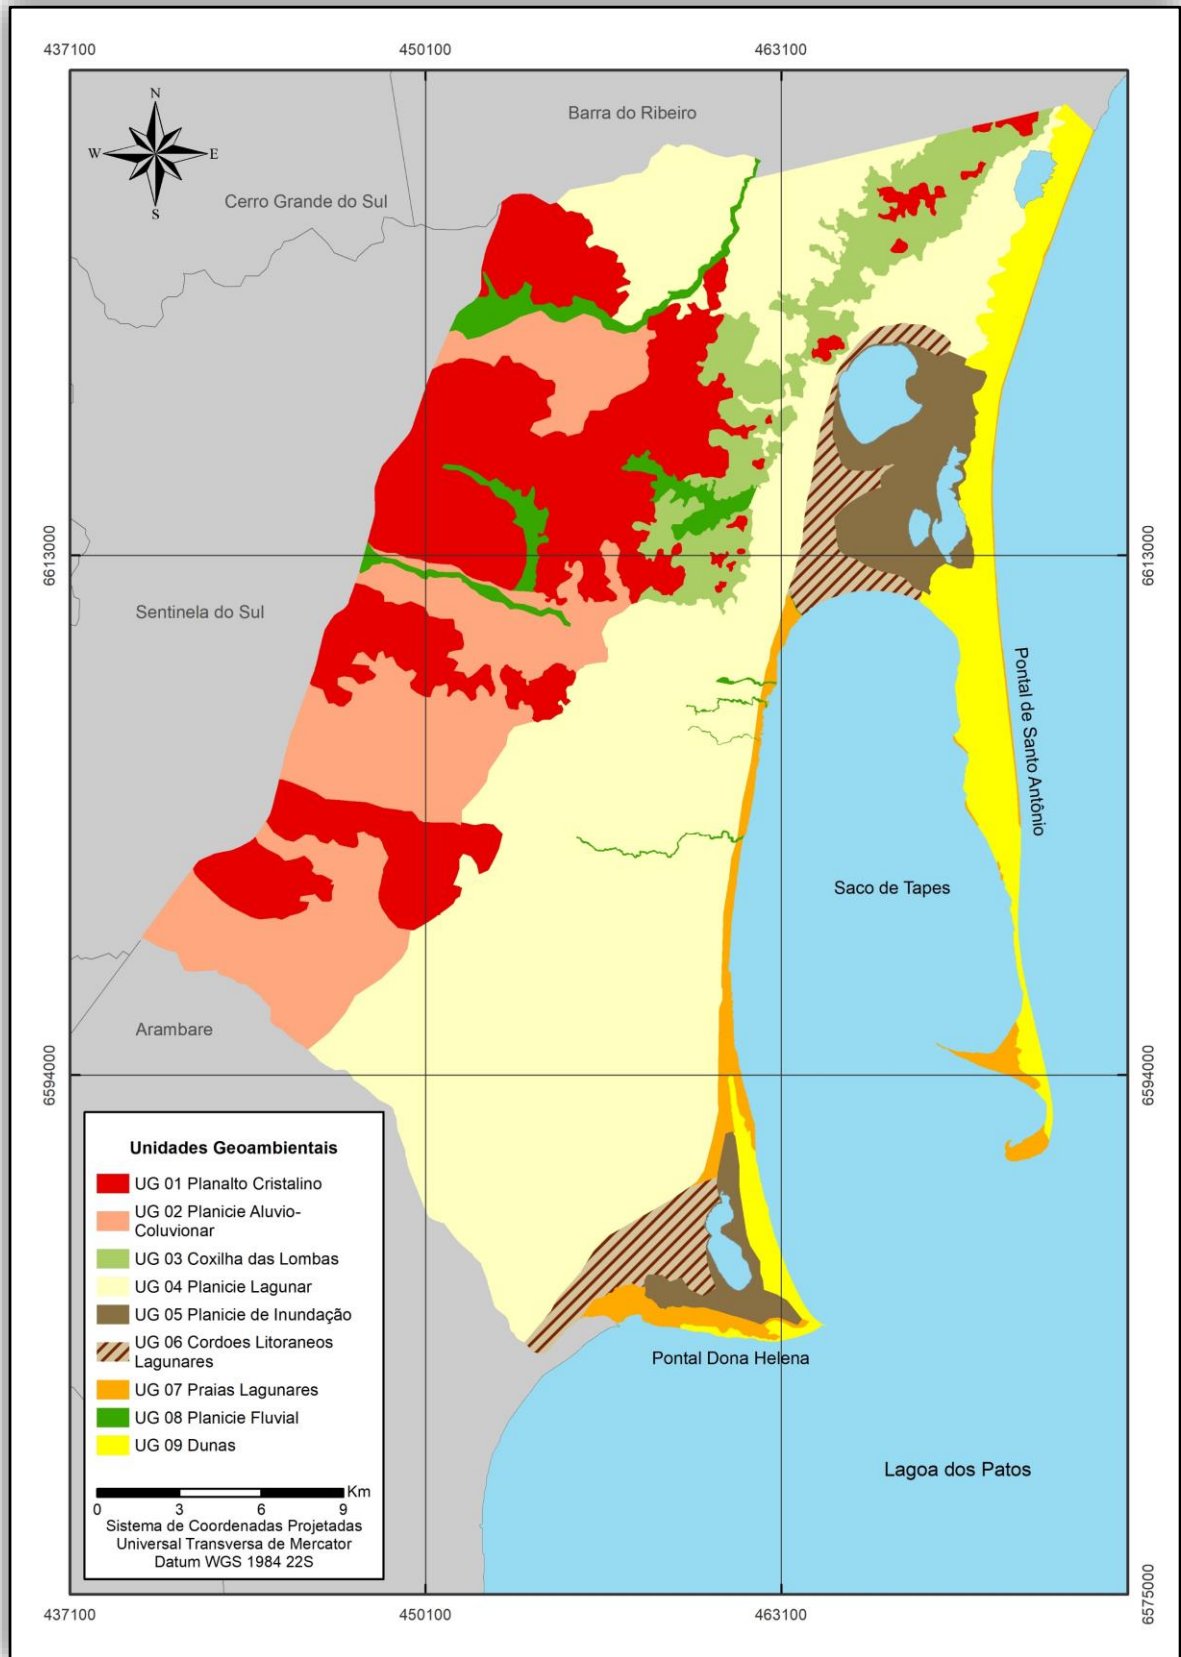 437100
450100
463100
N
W
E
S
Barra do Ribeiro
Cerro Grande do Sul
6613000
6613000
Sentinela do Sul
Pontal de Santo Antônio
Saco de Tapes
Arambare
6594000
6594000
Unidades Geoambientais
UG 01 Planalto Cristalino
UG 02 Planicie Aluvio-
Coluvionar
UG 03 Coxilha das Lombas
UG 04 Planicie Lagunar
UG 05 Planicie de Inundação
UG 06 Cordoes Litoraneos
Lagunares
UG 07 Praias Lagunares
UG 08 Planicie Fluvial
UG 09 Dunas
Km
0 3 6 9
Sistema de Coordenadas Projetadas
Universal Transversa de Mercator
Datum WGS 1984 22S
Pontal Dona Helena
Lagoa dos Patos
6575000
437100
450100
463100